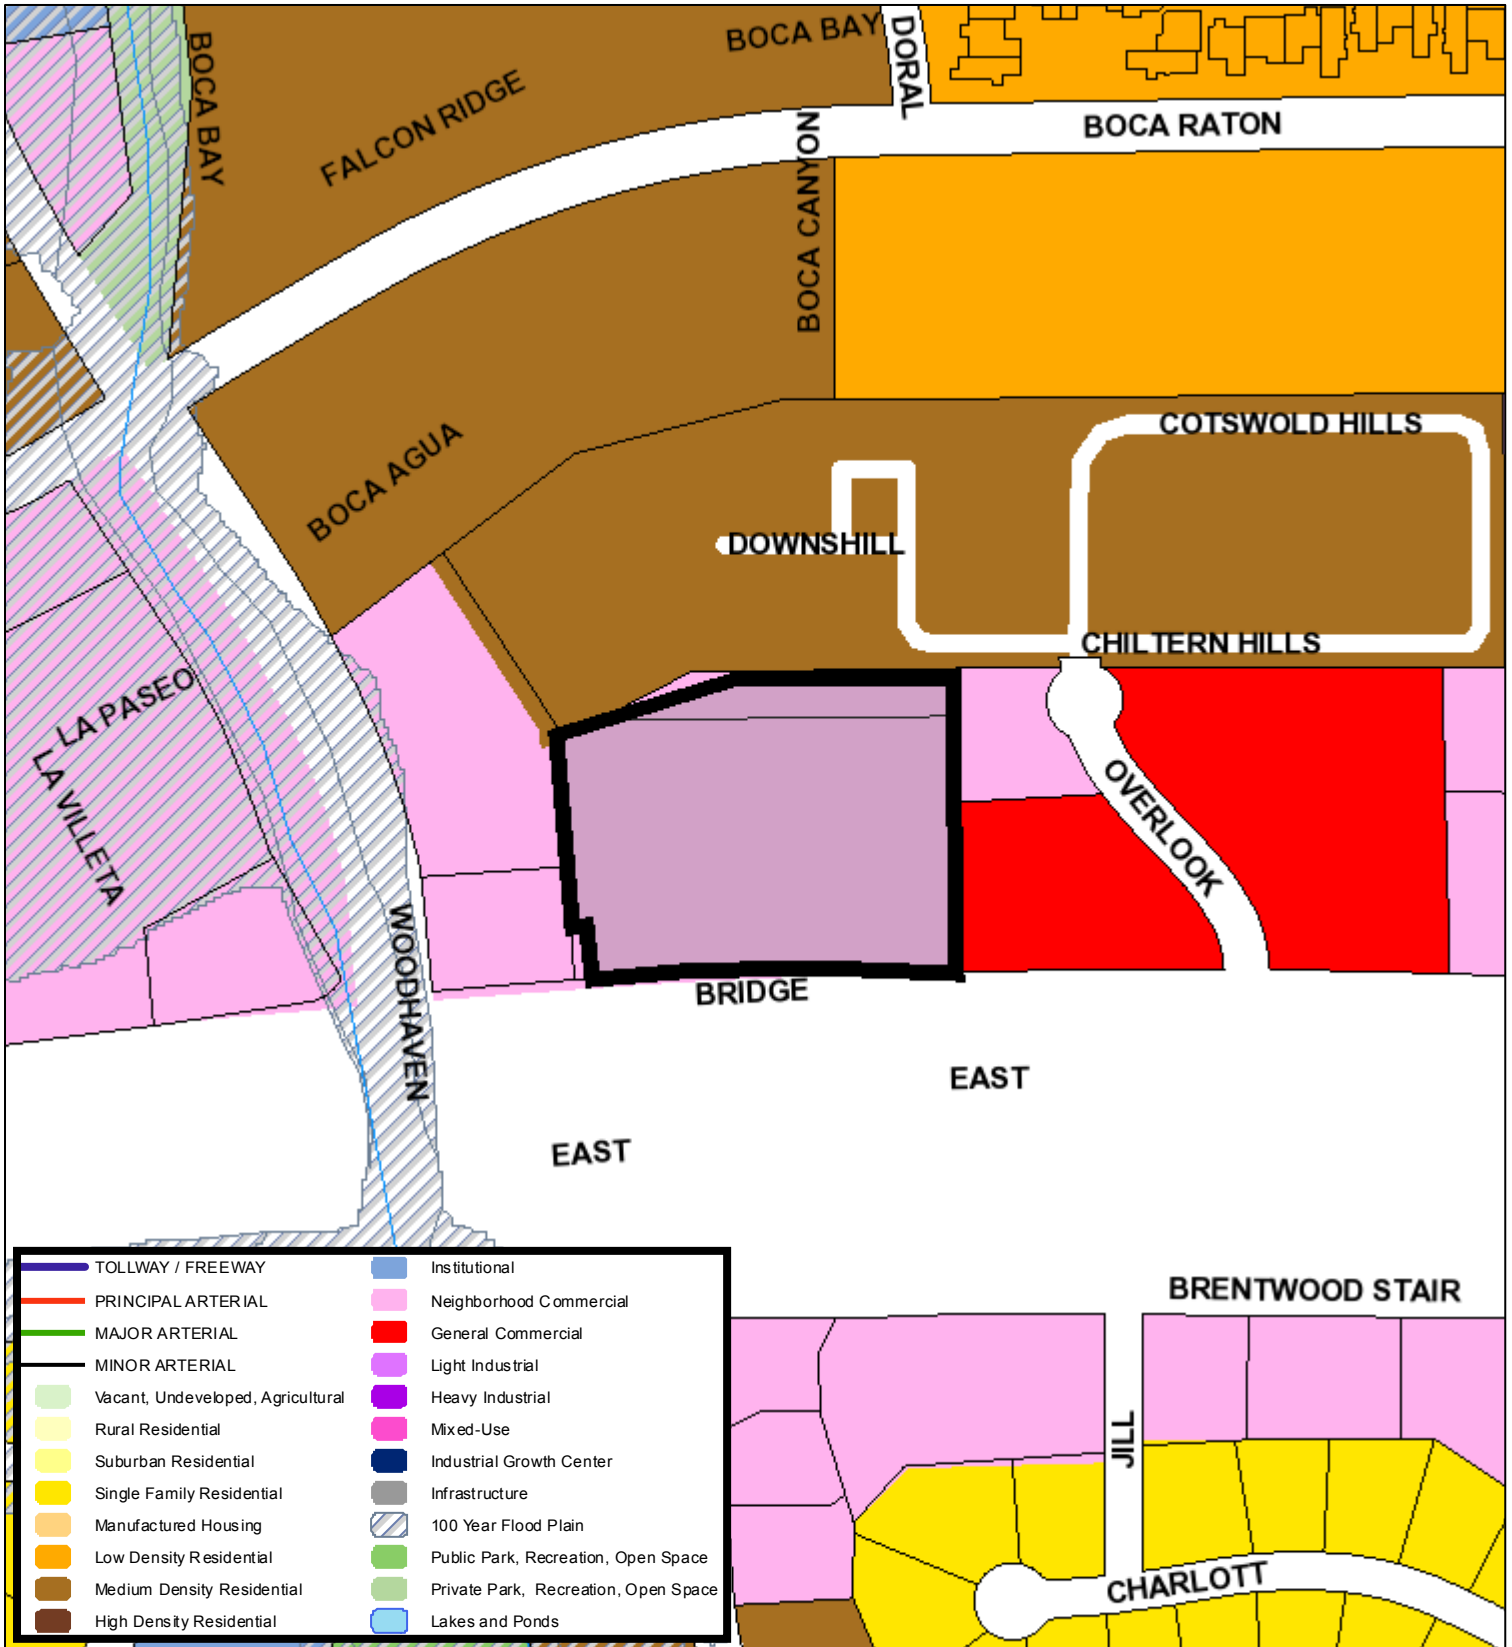 BOCA BAY
DORAL
BOCA BAY
FALCON RIDGE
BOCA RATON
BOCA CANYON
COTSWOLD HILLS
BOCA AGUA
DOWNSHILL
CHILTERN HILLS
LA PASEO
LA VILLETA
OVERLOOK
WOODHAVEN
BRIDGE
EAST
EAST
BRENTWOOD STAIR
JILL
CHARLOTT
TOLLWAY / FREEWAY
PRINCIPAL ARTERIAL
MAJOR ARTERIAL
MINOR ARTERIAL
Vacant, Undeveloped, Agricultural
Rural Residential
Suburban Residential
Single Family Residential
Manufactured Housing
Low Density Residential
Medium Density Residential
High Density Residential
Institutional
Neighborhood Commercial
General Commercial
Light Industrial
Heavy Industrial
Mixed-Use
Industrial Growth Center
Infrastructure
100 Year Flood Plain
Public Park, Recreation, Open Space
Private Park, Recreation, Open Space
Lakes and Ponds